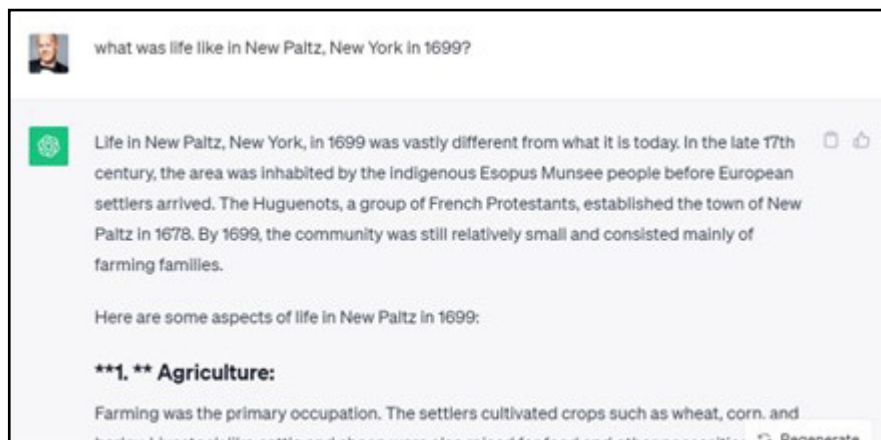 what was life like in New Paltz, New York in 1699?
Life in New Paltz, New York, in 1699 was vastly different from what it is today. In the late 17th
century, the area was inhabited by the indigenous Esopus Munsee people before European
settlers arrived. The Huguenots, a group of French Protestants, established the town of New
Paltz in 1678. By 1699, the community was still relatively small and consisted mainly of
farming families.
Here are some aspects of life in New Paltz in 1699:
**1. ** Agriculture:
Farming was the primary occupation. The settlers cultivated crops such as wheat, corn, and
Regenerate